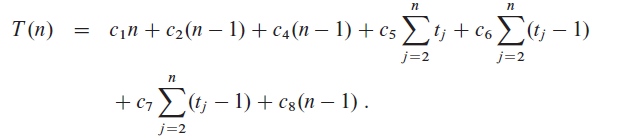 T(n) = c₁n + c₂(n − 1) + c₄(n − 1) + c₅ ∑_{j=2}^{n} t_j + c₆ ∑_{j=2}^{n} (t_j − 1)
+ c₇ ∑_{j=2}^{n} (t_j − 1) + c₈(n − 1) .